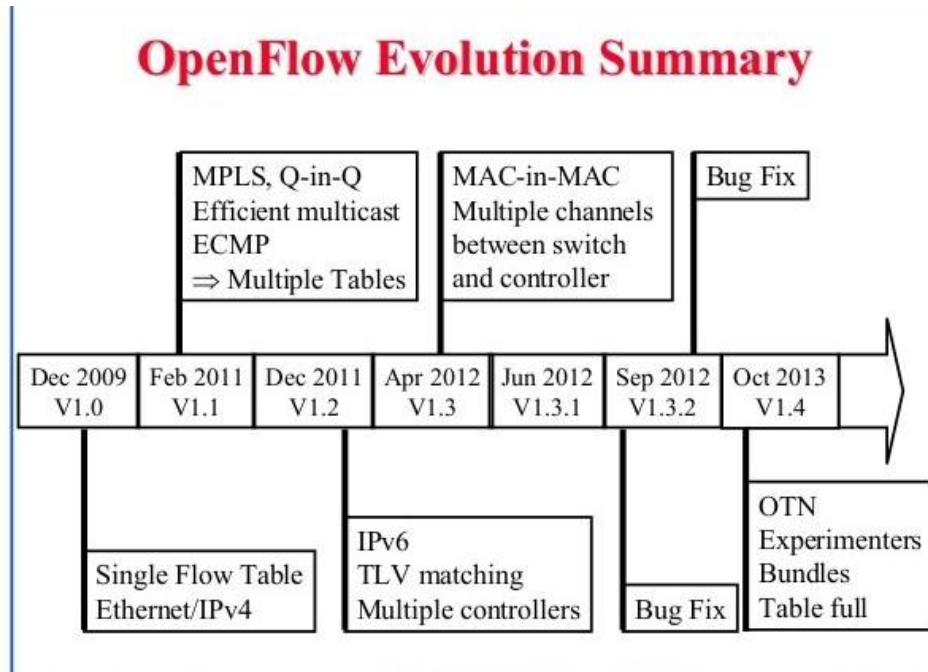 OpenFlow Evolution Summary
MPLS, Q-in-Q
Efficient multicast
ECMP
⇒ Multiple Tables
MAC-in-MAC
Multiple channels
between switch
and controller
Bug Fix
Dec 2009
V1.0
Feb 2011
V1.1
Dec 2011
V1.2
Apr 2012
V1.3
Jun 2012
V1.3.1
Sep 2012
V1.3.2
Oct 2013
V1.4
Single Flow Table
Ethernet/IPv4
IPv6
TLV matching
Multiple controllers
Bug Fix
OTN
Experimenters
Bundles
Table full